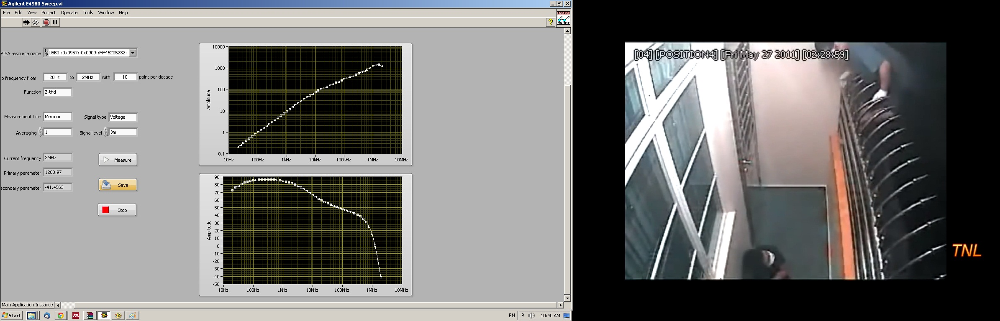 Agilent E4980 Sweep.vi
File Edit View Project Operate Tools Window Help
AGE4980
EXAMPLE
VISA resource name
USB0::0x0957::0x0909::MY46205232:
ep frequency from 20Hz to 2MHz with 10 point per decade
Function Z-thd
Measurement time Medium Signal type Voltage
Averaging 1 Signal level 3m
Current frequency 2MHz Measure
Primary parameter 1280.97
econdary parameter -41.4563 Save
Stop
Amplitude
10000
1000
100
10
1
0.1
10Hz 100Hz 1kHz 10kHz 100kHz 1MHz 10MHz
Amplitude
90
80
70
60
50
40
30
20
10
0
-10
-20
-30
-40
-50
10Hz 100Hz 1kHz 10kHz 100kHz 1MHz 10MHz
Main Application Instance
Start EN 10:40 AM
[04] [POSITION4] [Fri May 27 2011] [02:28:59]
TNL